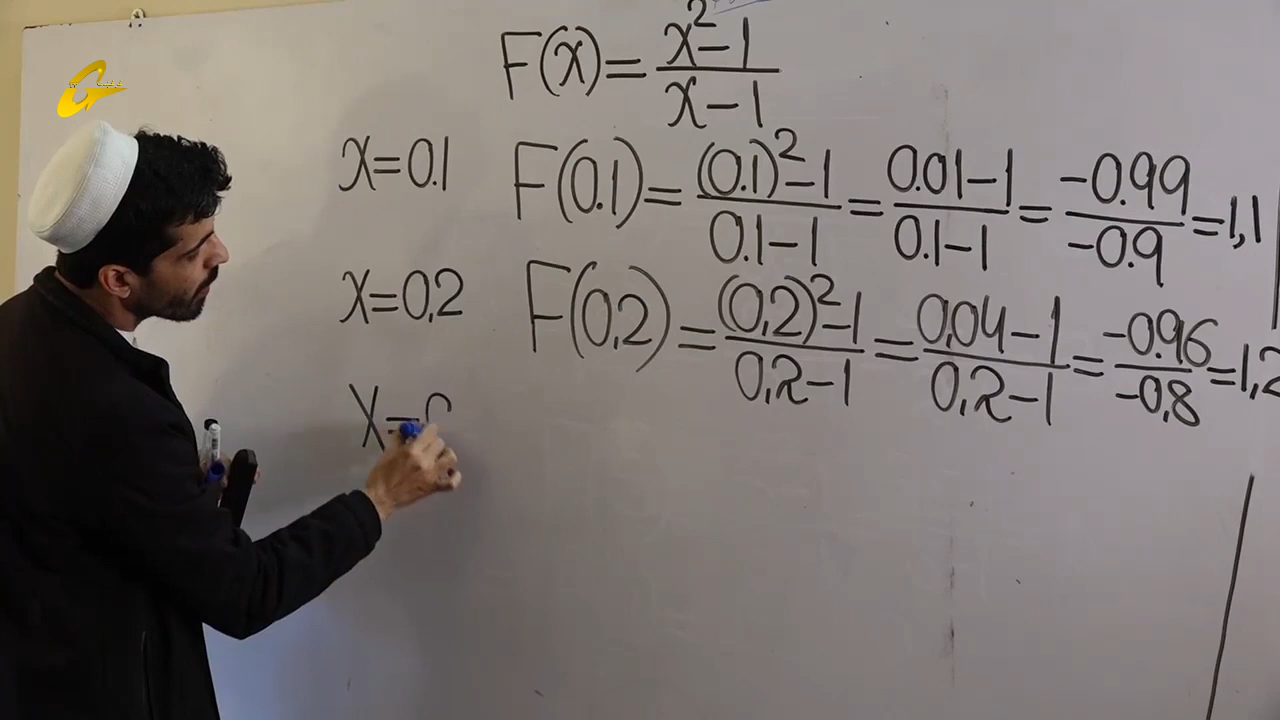 F(x) = (x² - 1)/(x - 1)
x=0.1 F(0.1) = ((0.1)² - 1)/(0.1 - 1) = (0.01 - 1)/(0.1 - 1) = (-0.99)/(-0.9) = 1,1
x=0,2 F(0,2) = ((0,2)² - 1)/(0,2 - 1) = (0,04 - 1)/(0,2 - 1) = (-0.96)/(-0,8) = 1,2
x=0